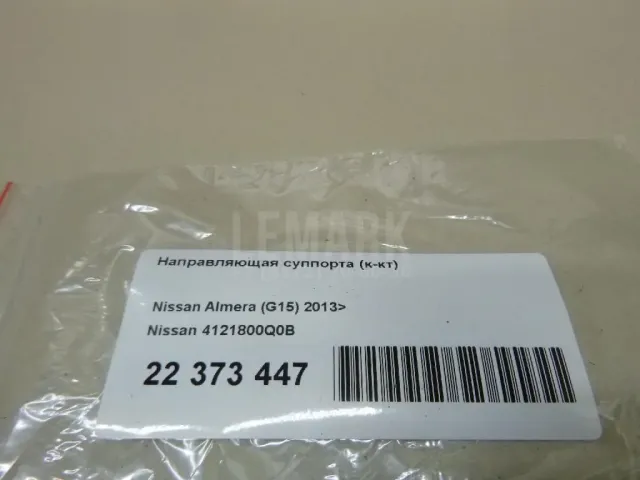 LEMARK
Направляющая суппорта (к-кт)
Nissan Almera (G15) 2013>
Nissan 4121800Q0B
22 373 447